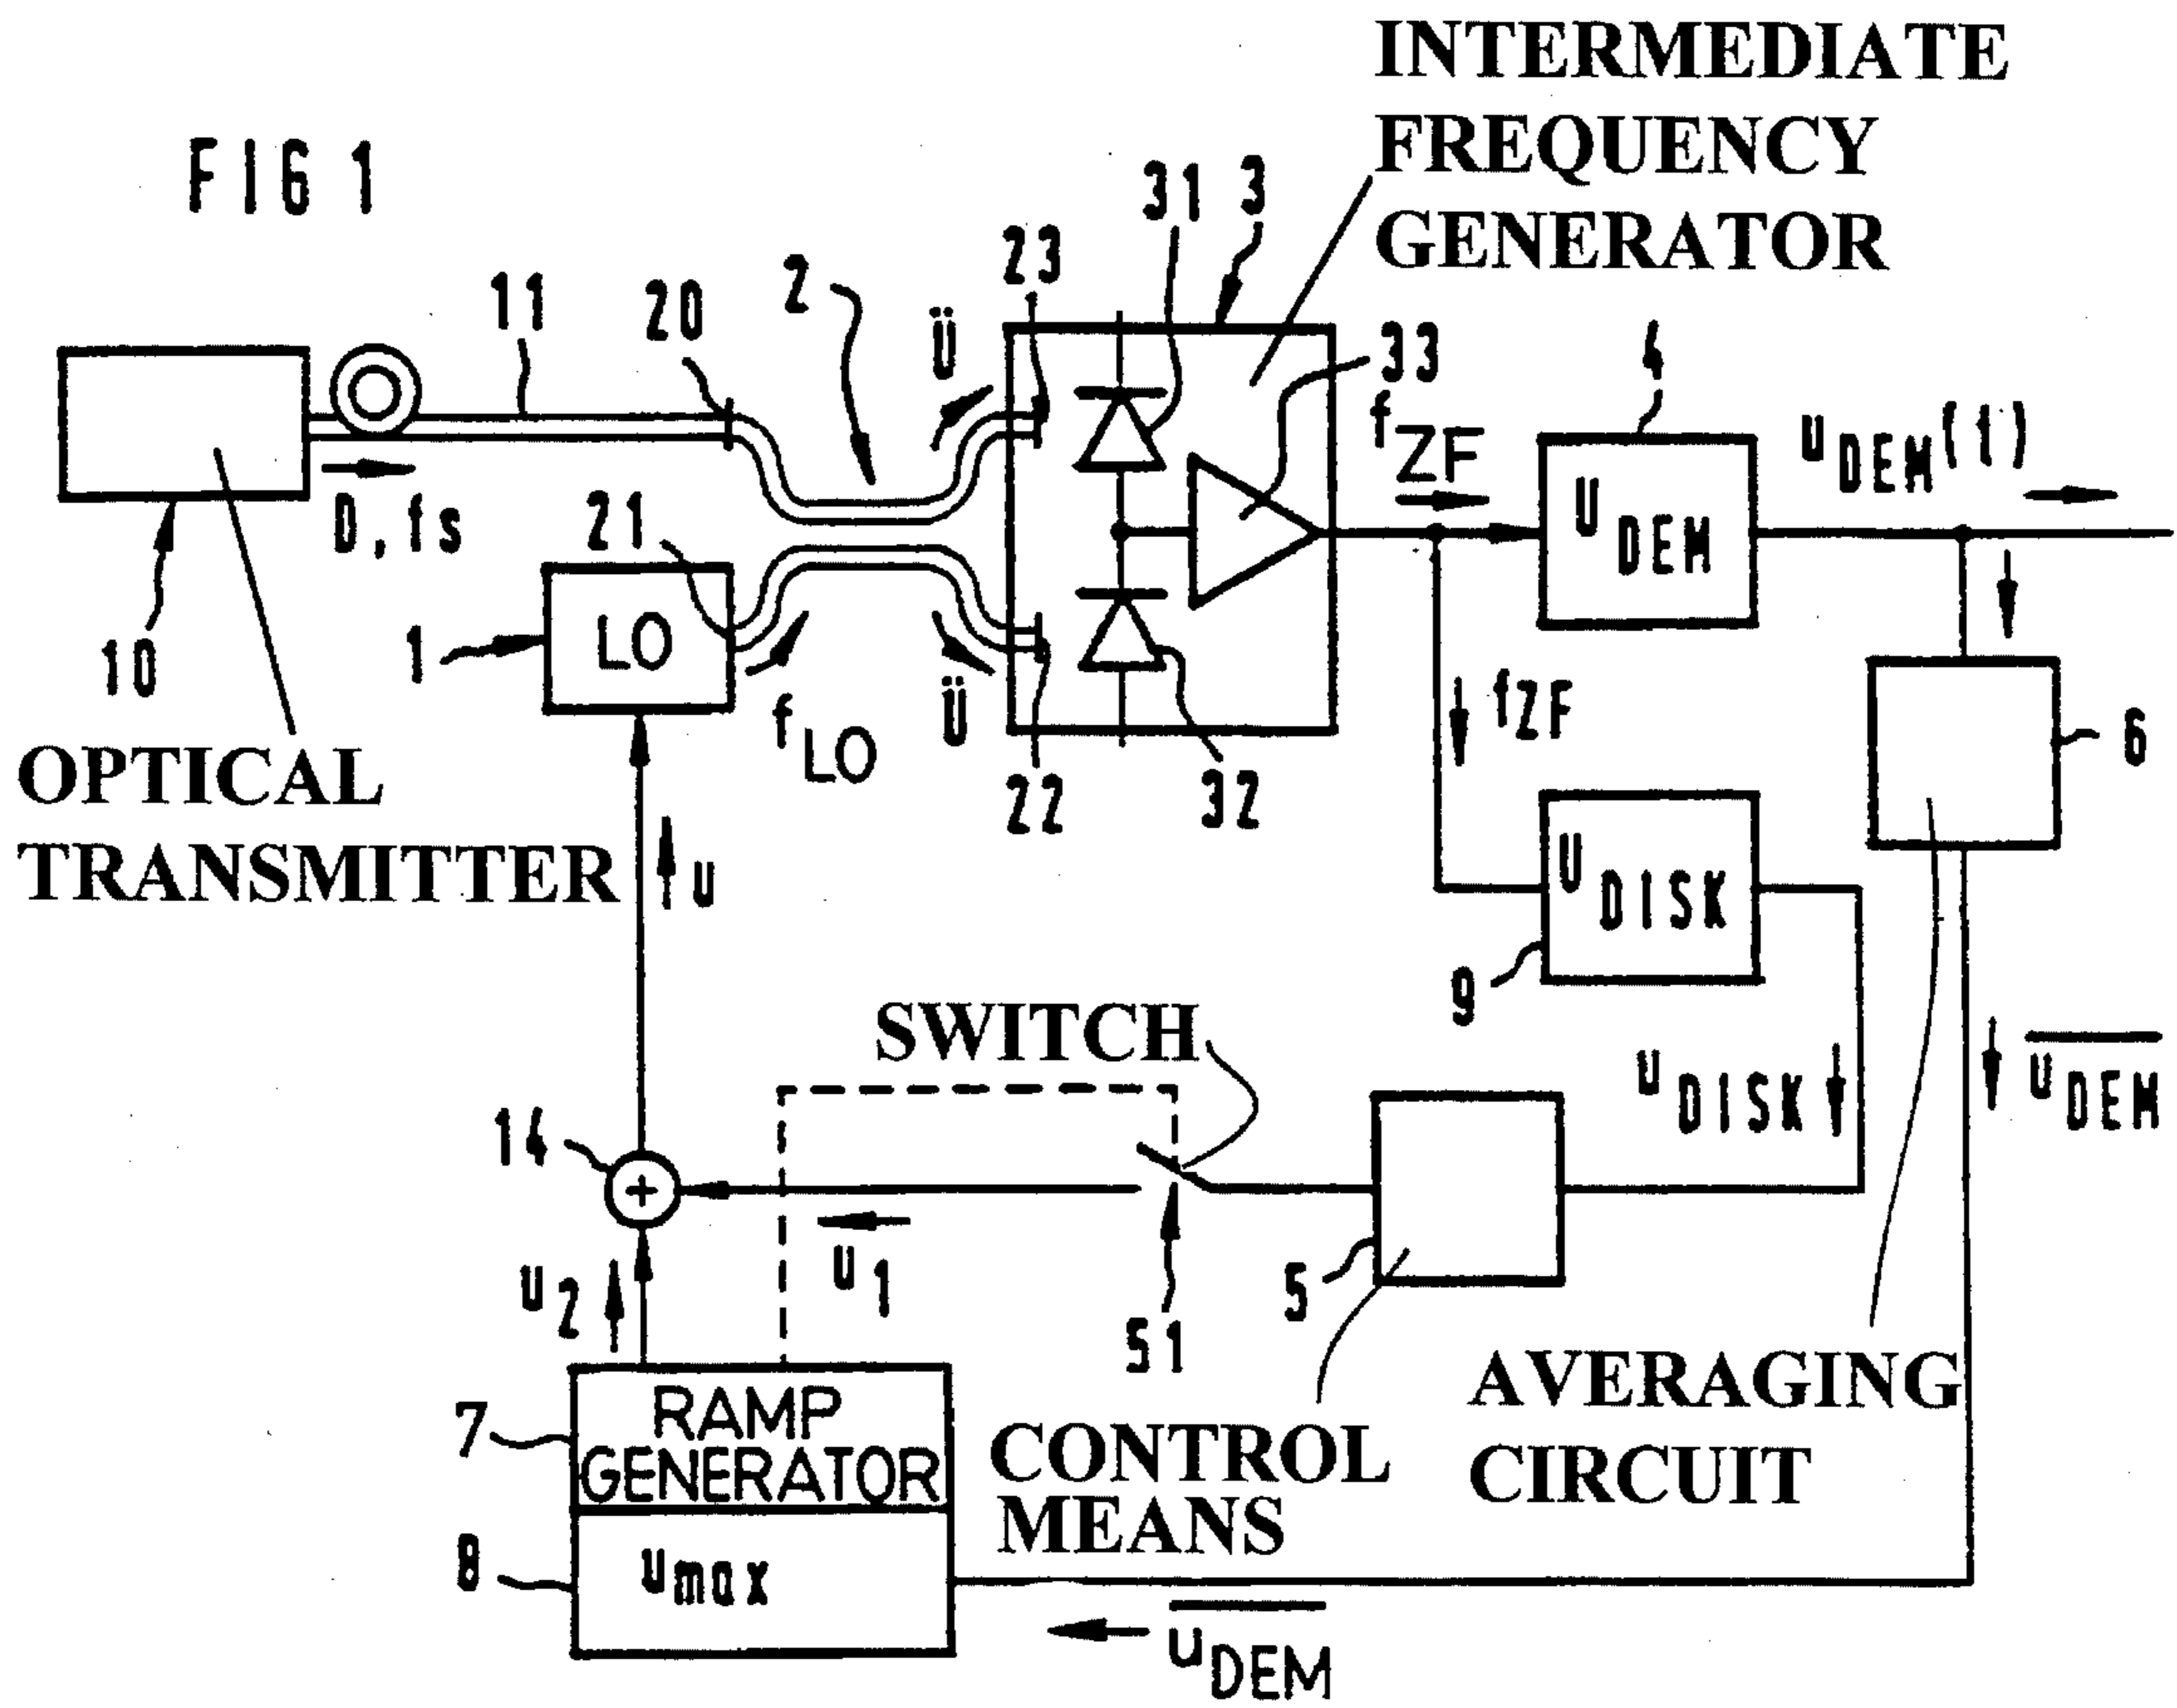 INTERMEDIATE
FREQUENCY
GENERATOR
FIG 1
31
3
23
11
20
2
Ü
33
4
fZF
uDEM(t)
D,fs
21
UDEM
10
1
LO
fLO
Ü
22
32
fZF
6
OPTICAL
TRANSMITTER
u
UDISK
9
SWITCH
uDISK
uDEM
14
+
u1
u2
51
5
AVERAGING
CIRCUIT
CONTROL
MEANS
7
RAMP
GENERATOR
8
umax
uDEM